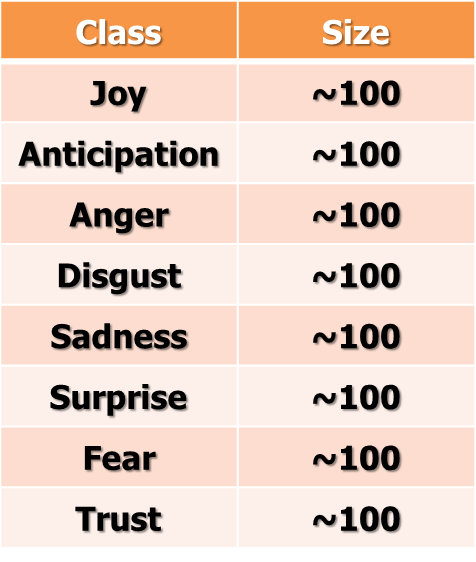 Class Size
Joy ~100
Anticipation ~100
Anger ~100
Disgust ~100
Sadness ~100
Surprise ~100
Fear ~100
Trust ~100